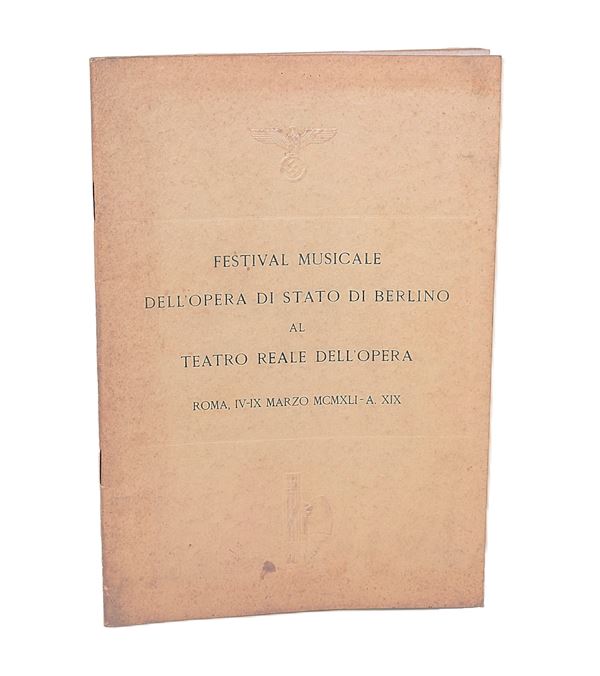 FESTIVAL MUSICALE
DELL'OPERA DI STATO DI BERLINO
AL
TEATRO REALE DELL'OPERA
ROMA, IV-IX MARZO MCMXLI - A. XIX